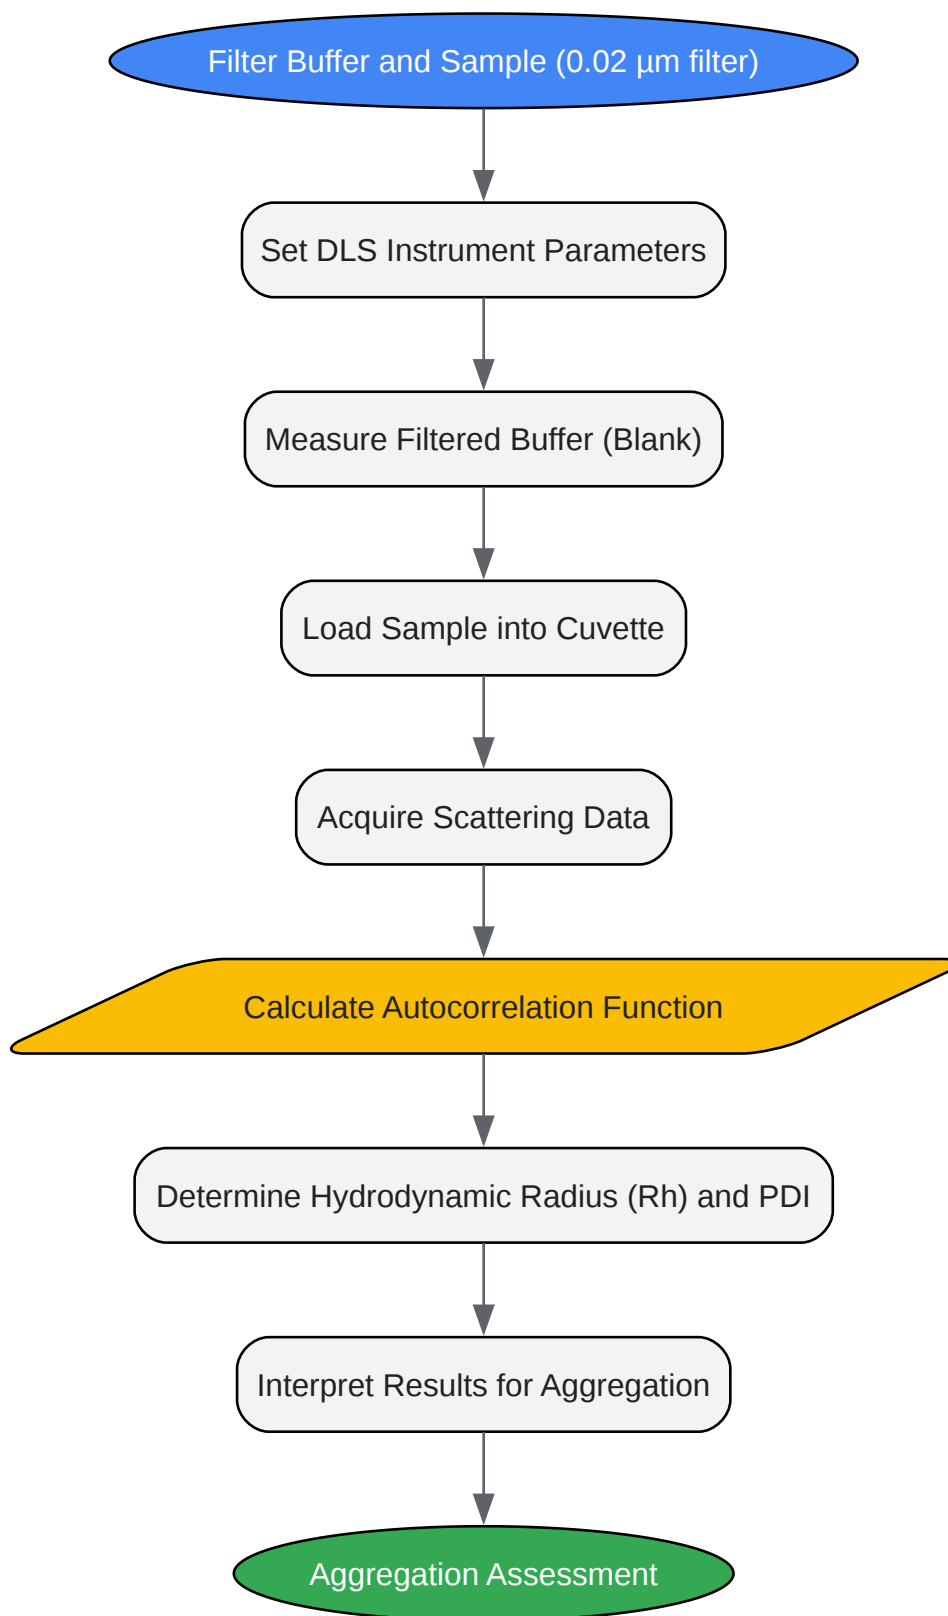 Filter Buffer and Sample (0.02 µm filter)
Set DLS Instrument Parameters
Measure Filtered Buffer (Blank)
Load Sample into Cuvette
Acquire Scattering Data
Calculate Autocorrelation Function
Determine Hydrodynamic Radius (Rh) and PDI
Interpret Results for Aggregation
Aggregation Assessment